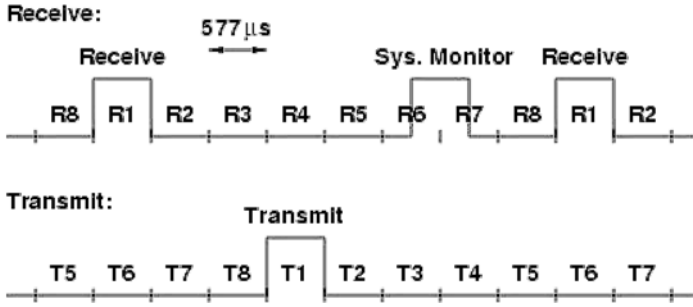 Receive:
577 μs
Receive Sys. Monitor Receive
R8 R1 R2 R3 R4 R5 R6 R7 R8 R1 R2
Transmit:
Transmit
T5 T6 T7 T8 T1 T2 T3 T4 T5 T6 T7